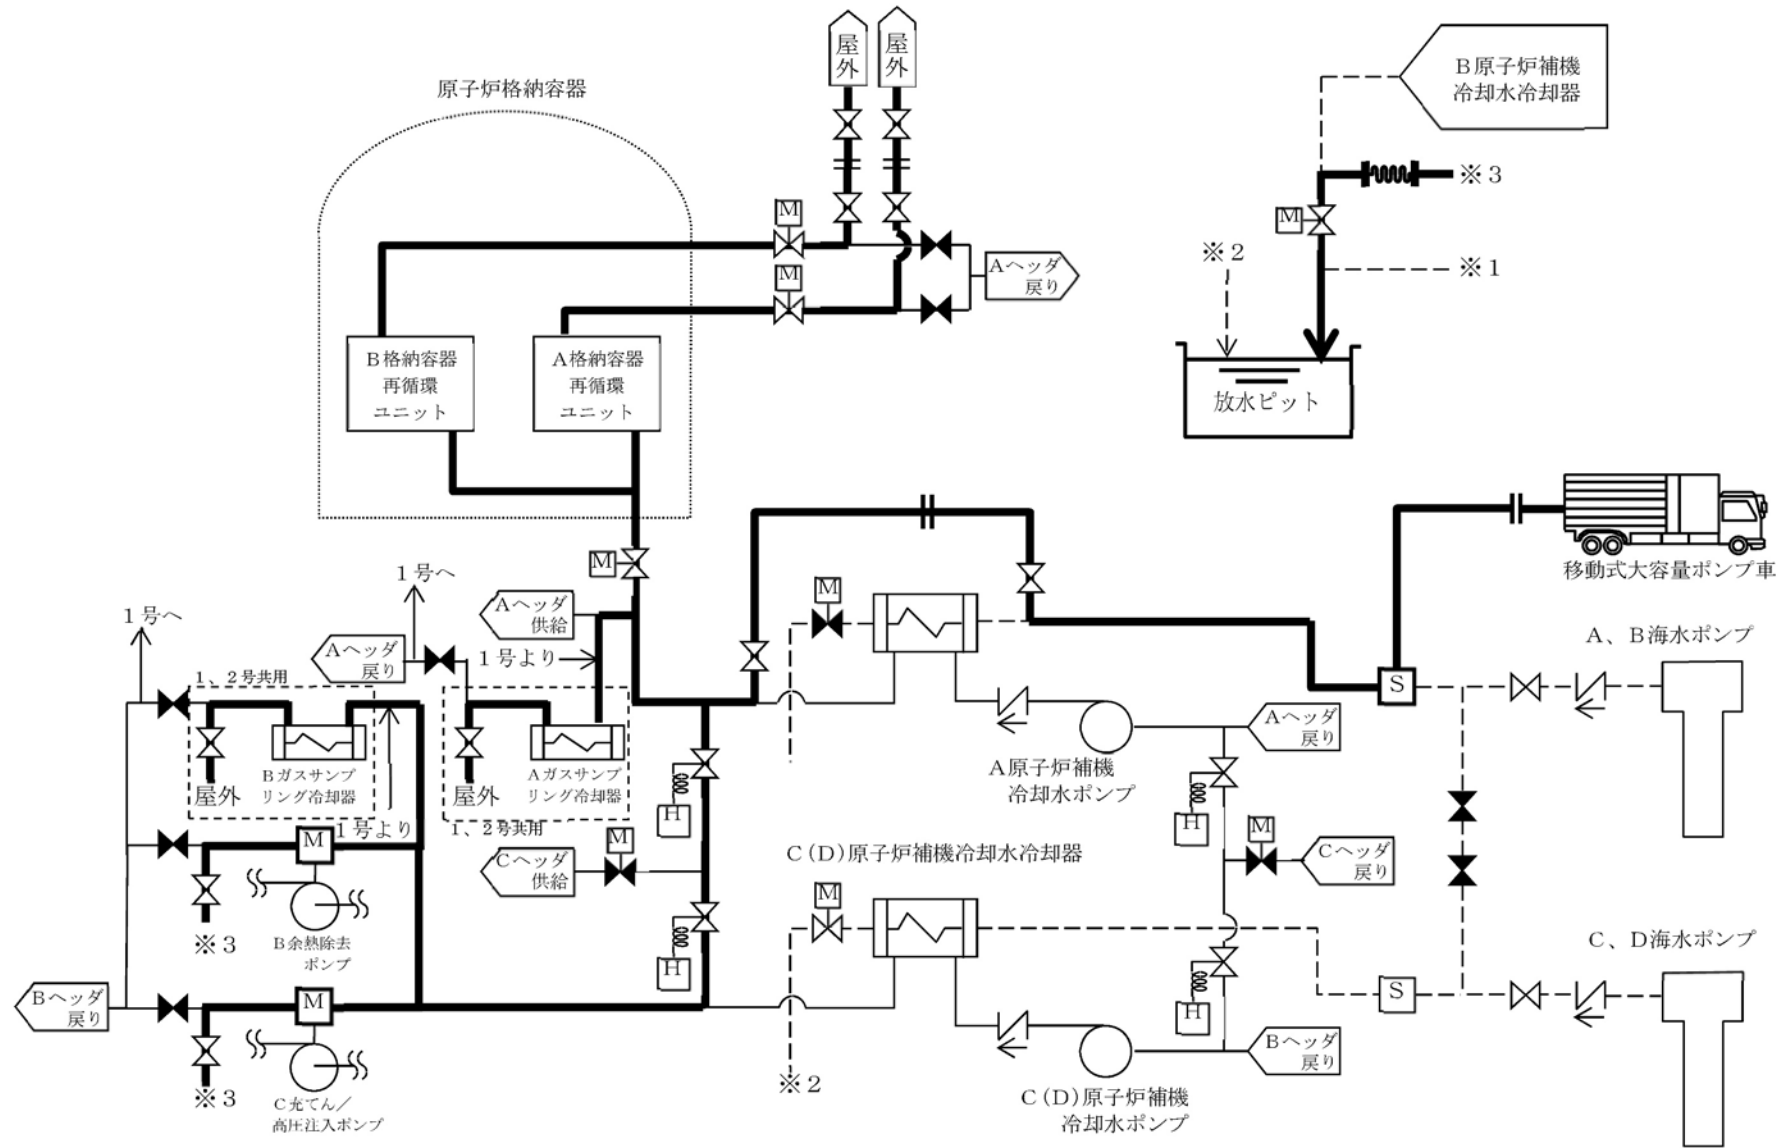 屋
外
屋
外
原子炉格納容器
B原子炉補機
冷却水冷却器
※3
M
M
※2
※1
M
Aヘッダ
戻り
B格納容器
再循環
ユニット
A格納容器
再循環
ユニット
放水ピット
移動式大容量ポンプ車
M
1号へ
1号へ
Aヘッダ
供給
M
Aヘッダ
戻り
1号より
A、B海水ポンプ
1、2号共用
S
Aヘッダ
戻り
Bガスサンプ
リング冷却器
屋外
Aガスサンプ
リング冷却器
屋外
A原子炉補機
冷却水ポンプ
H
H
1号より
1、2号共用
M
M
M
Cヘッダ
供給
C(D)原子炉補機冷却水冷却器
Cヘッダ
戻り
M
※3
B余熱除去
ポンプ
H
C、D海水ポンプ
Bヘッダ
戻り
M
S
H
Bヘッダ
戻り
※3
C充てん/
高圧注入ポンプ
※2
C(D)原子炉補機
冷却水ポンプ